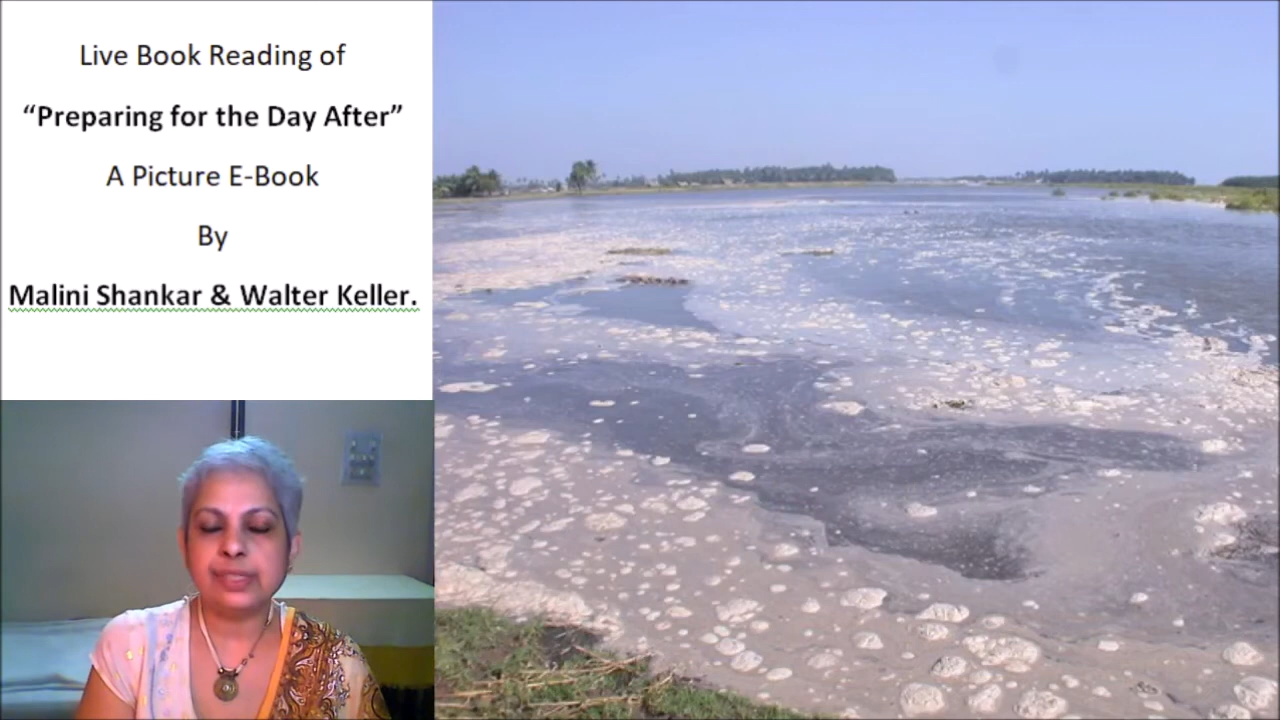 Live Book Reading of
“Preparing for the Day After”
A Picture E-Book
By
Malini Shankar & Walter Keller.